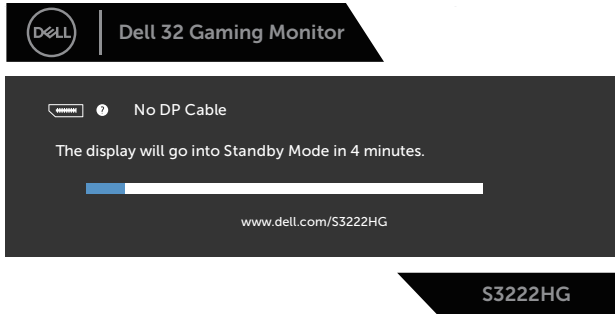 DELL
Dell 32 Gaming Monitor
? No DP Cable
The display will go into Standby Mode in 4 minutes.
www.dell.com/S3222HG
S3222HG